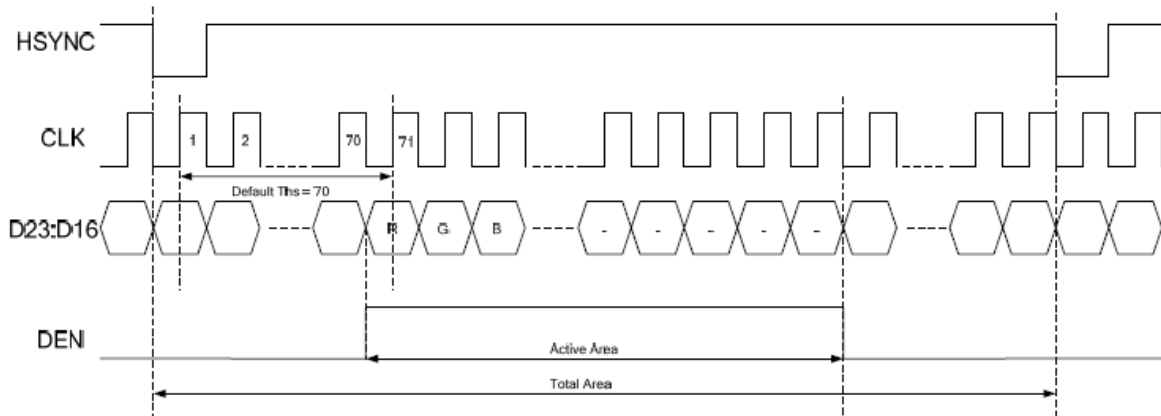 HSYNC
CLK
1
2
70
71
Default Ths = 70
D23:D16
R
G
B
-
-
-
-
-
DEN
Active Area
Total Area